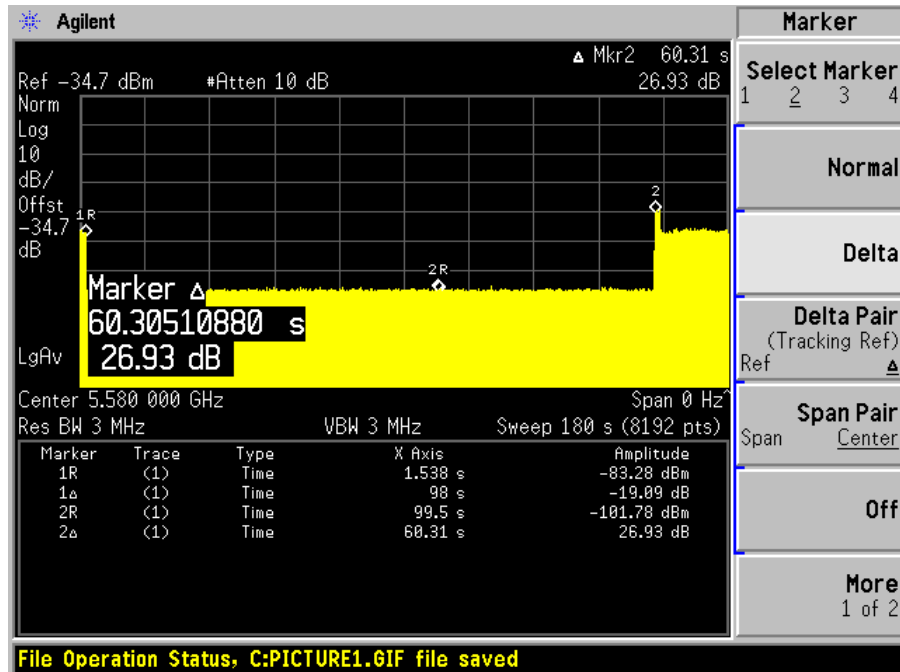 Agilent
Marker
Δ Mkr2 60.31 s
Ref −34.7 dBm #Atten 10 dB 26.93 dB
Norm
Log
10
dB/
Offst
−34.7
dB
1R
2
2R
Marker Δ
60.30510880 s
26.93 dB
LgAv
Center 5.580 000 GHz Span 0 Hz^
Res BW 3 MHz VBW 3 MHz Sweep 180 s (8192 pts)
Marker Trace Type X Axis Amplitude
1R (1) Time 1.538 s −83.28 dBm
1Δ (1) Time 98 s −19.09 dB
2R (1) Time 99.5 s −101.78 dBm
2Δ (1) Time 60.31 s 26.93 dB
Select Marker
1 2 3 4
Normal
Delta
Delta Pair
(Tracking Ref)
Ref Δ
Span Pair
Span Center
Off
More
1 of 2
File Operation Status, C:PICTURE1.GIF file saved